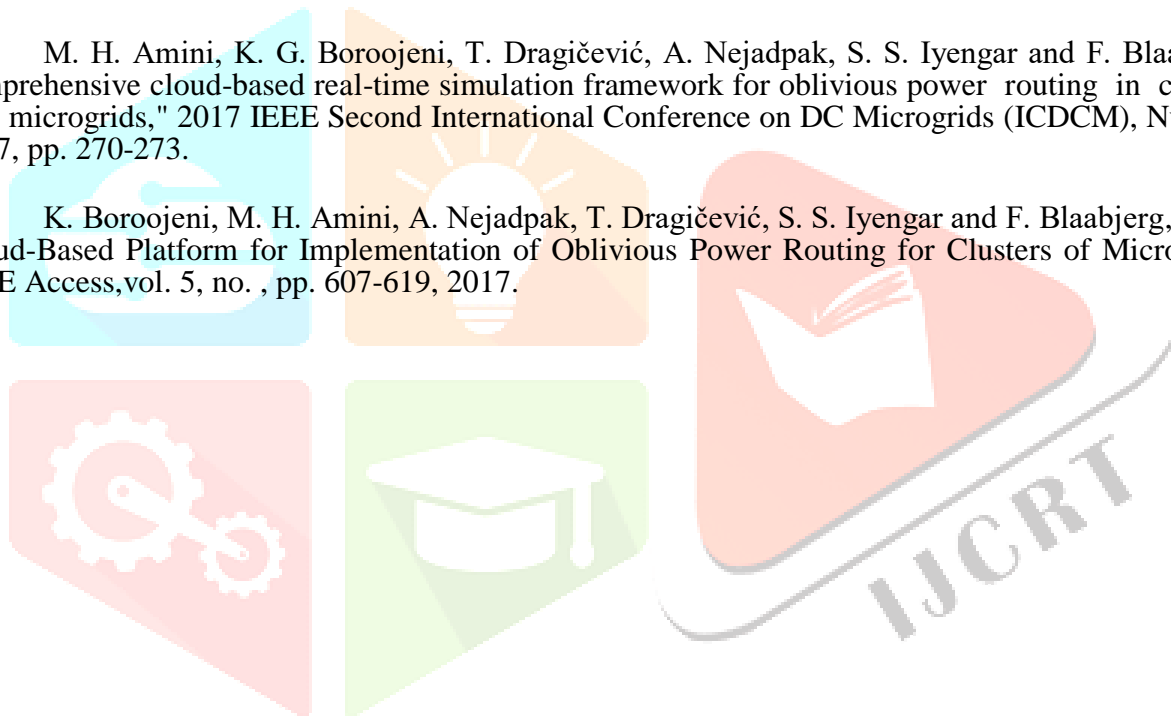 M. H. Amini, K. G. Boroojeni, T. Dragičević, A. Nejadpak, S. S. Iyengar and F. Blaa
nprehensive cloud-based real-time simulation framework for oblivious power routing in c
microgrids," 2017 IEEE Second International Conference on DC Microgrids (ICDCM), N
7, pp. 270-273.
K. Boroojeni, M. H. Amini, A. Nejadpak, T. Dragičević, S. S. Iyengar and F. Blaabjerg,
ud-Based Platform for Implementation of Oblivious Power Routing for Clusters of Micro
E Access,vol. 5, no. , pp. 607-619, 2017.
IJCRT